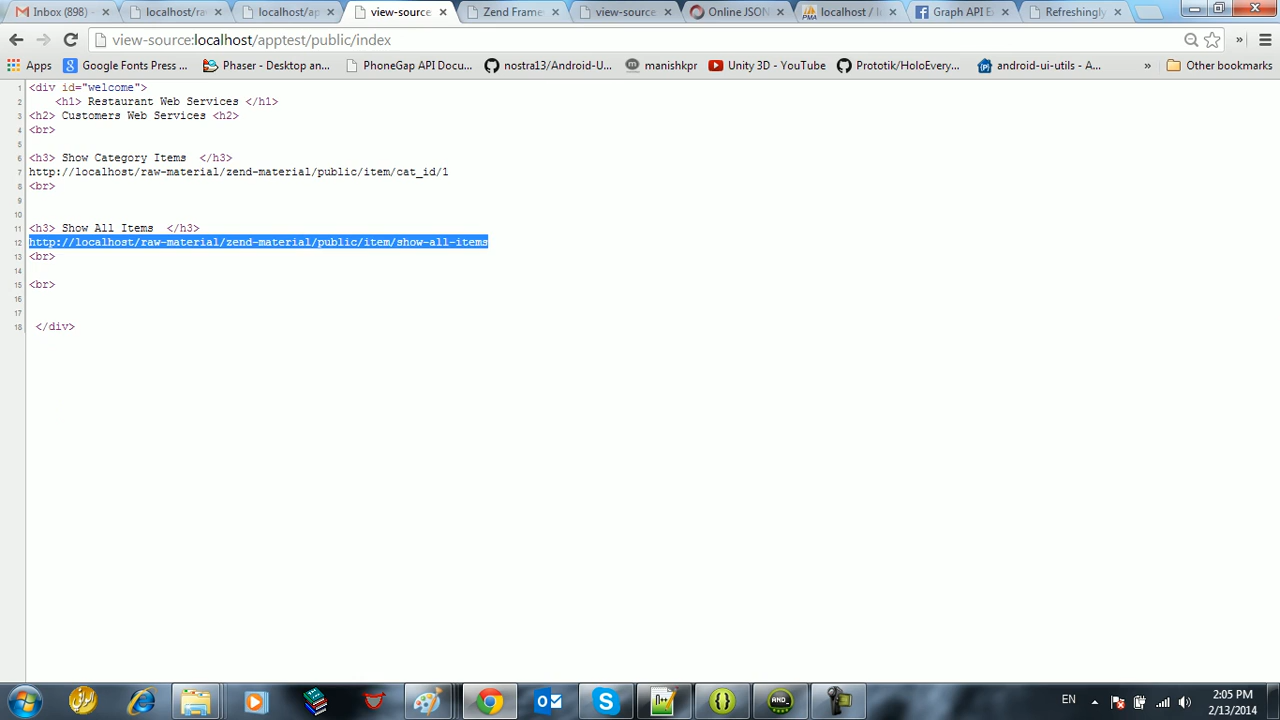 Inbox (898) -
localhost/raw
localhost/ap
view-source
Zend Frame
view-source
Online JSON
localhost / l
Graph API E
Refreshingly
view-source:localhost/apptest/public/index
Apps
Google Fonts Press ...
Phaser - Desktop an...
PhoneGap API Docu...
nostra13/Android-U...
manishkpr
Unity 3D - YouTube
Prototik/HoloEvery...
android-ui-utils - A...
»
Other bookmarks
1 <div id="welcome">
2 <h1> Restaurant Web Services </h1>
3 <h2> Customers Web Services <h2>
4 <br>
5
6 <h3> Show Category Items </h3>
7 http://localhost/raw-material/zend-material/public/item/cat_id/1
8 <br>
9
10
11 <h3> Show All Items </h3>
12 http://localhost/raw-material/zend-material/public/item/show-all-items
13 <br>
14
15 <br>
16
17
18 </div>
EN
2:05 PM
2/13/2014